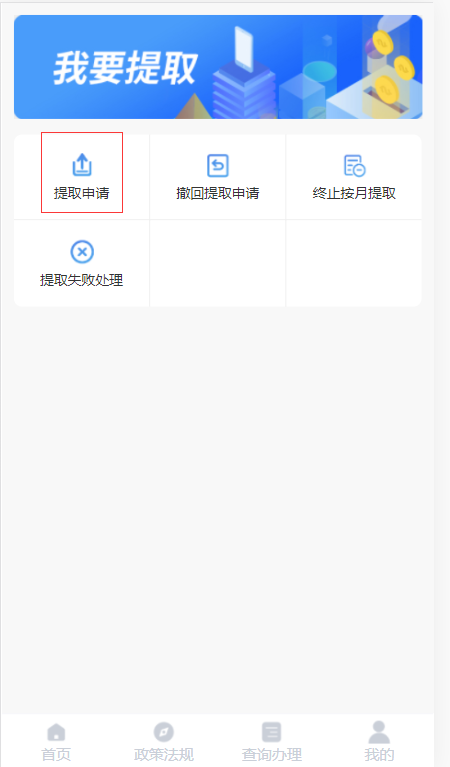 我要提取
提取申请
撤回提取申请
终止按月提取
提取失败处理
首页
政策法规
查询办理
我的